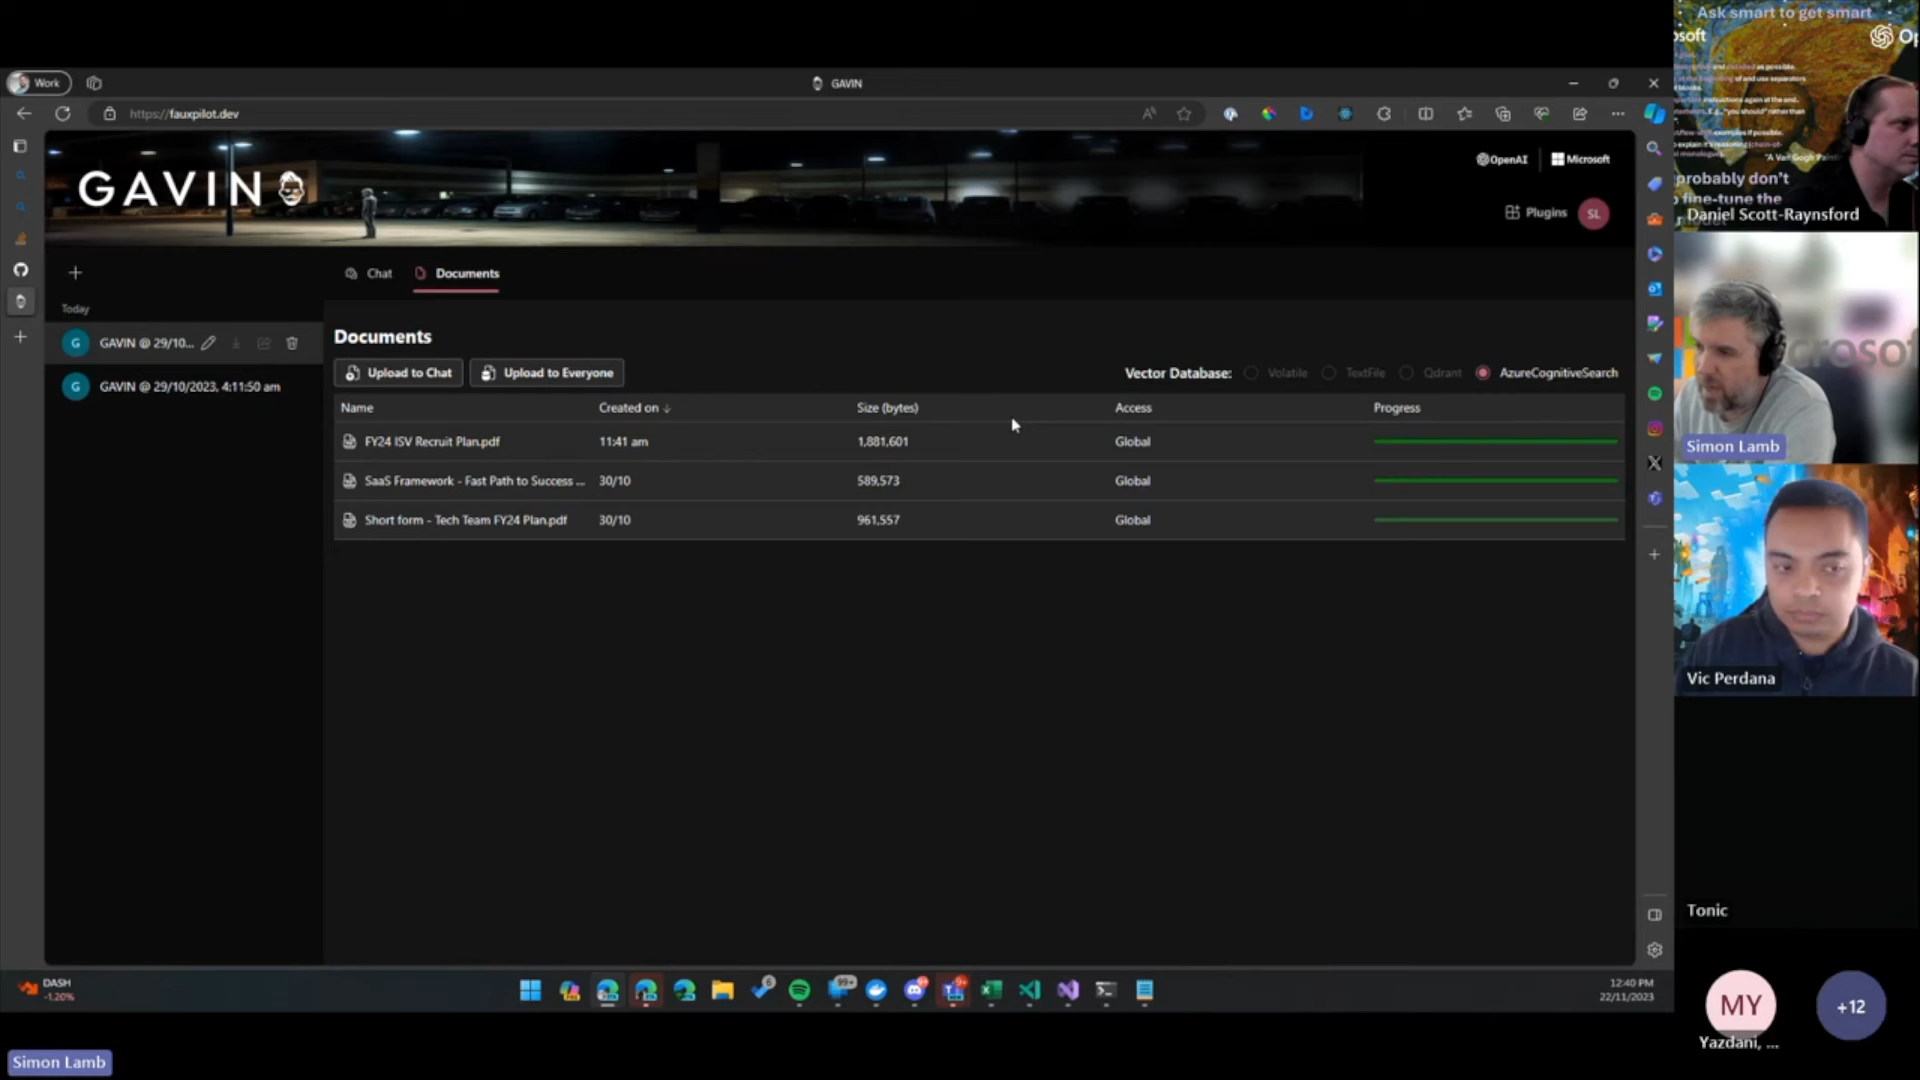 Work
GAVIN
https://fauxpilot.dev
GAVIN
OpenAI
Microsoft
Plugins
SL
Chat
Documents
Today
G
GAVIN @ 29/10...
G
GAVIN @ 29/10/2023, 4:11:50 am
Documents
Upload to Chat
Upload to Everyone
Vector Database:
Volatile
TextFile
Qdrant
AzureCognitiveSearch
Name
Created on ↓
Size (bytes)
Access
Progress
FY24 ISV Recruit Plan.pdf
11:41 am
1,881,601
Global
SaaS Framework - Fast Path to Success ...
30/10
589,573
Global
Short form - Tech Team FY24 Plan.pdf
30/10
961,557
Global
DASH
-1.20%
99+
12:40 PM
22/11/2023
Simon Lamb
Ask smart to get smart
osoft
Op
probably don't
fine-tune the
Daniel Scott-Raynsford
crosof
Simon Lamb
Vic Perdana
Tonic
MY
+12
Yazdani, ...